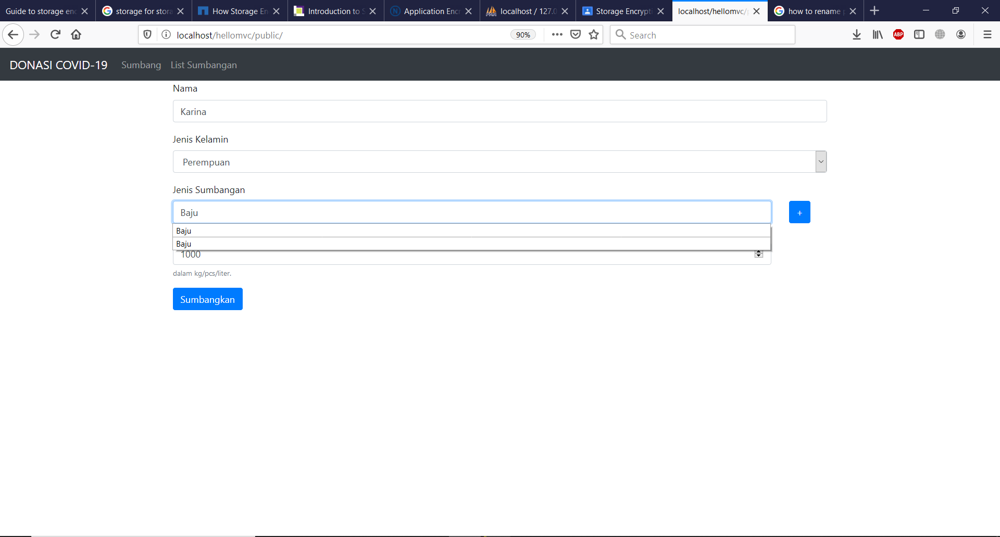 Guide to storage enc
storage for stora
How Storage En
Introduction to S
Application Encr
localhost / 127.0
Storage Encrypti
localhost/hellomvc/p
how to rename p
localhost/hellomvc/public/
90%
Search
ABP
DONASI COVID-19 Sumbang List Sumbangan
Nama
Karina
Jenis Kelamin
Perempuan
Jenis Sumbangan
Baju
+
Baju
Baju
1000
dalam kg/pcs/liter.
Sumbangkan